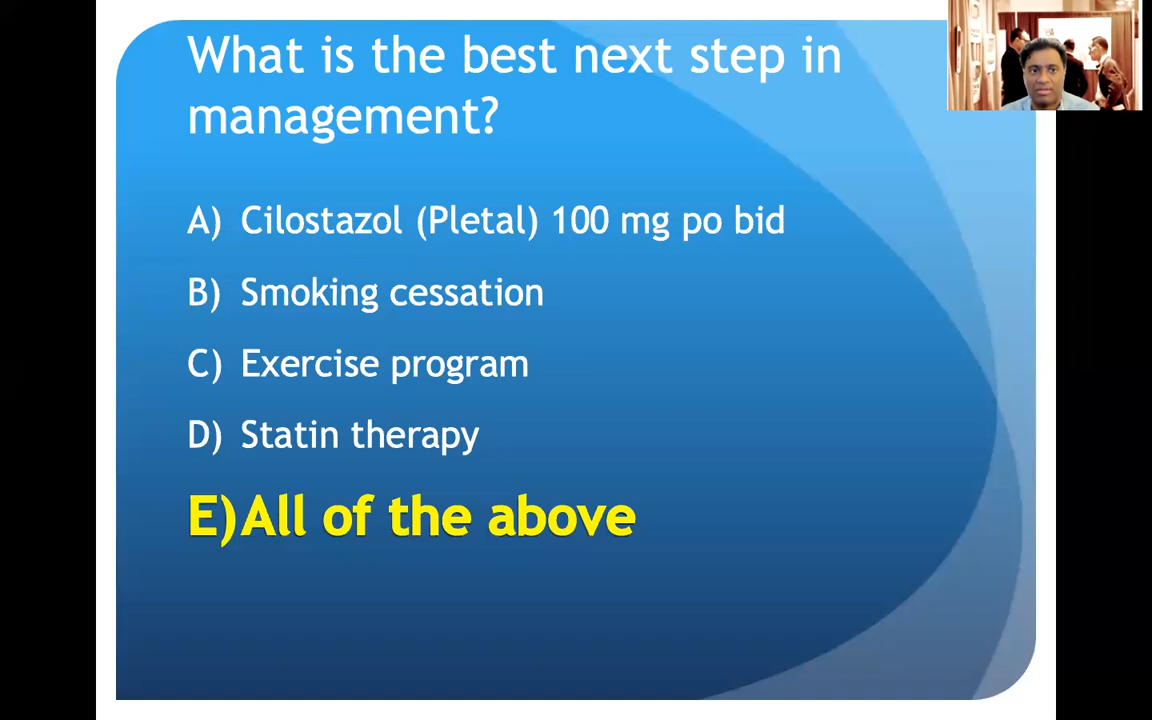 What is the best next step in
management?
A) Cilostazol (Pletal) 100 mg po bid
B) Smoking cessation
C) Exercise program
D) Statin therapy
E)All of the above